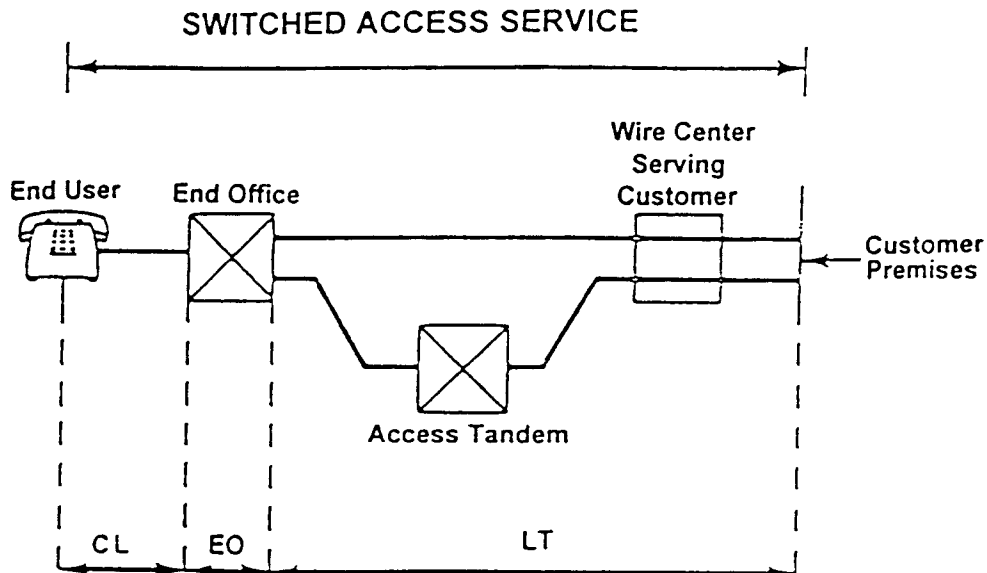 SWITCHED ACCESS SERVICE
Wire Center
Serving
Customer
End User
End Office
Customer
Premises
Access Tandem
CL
EO
LT